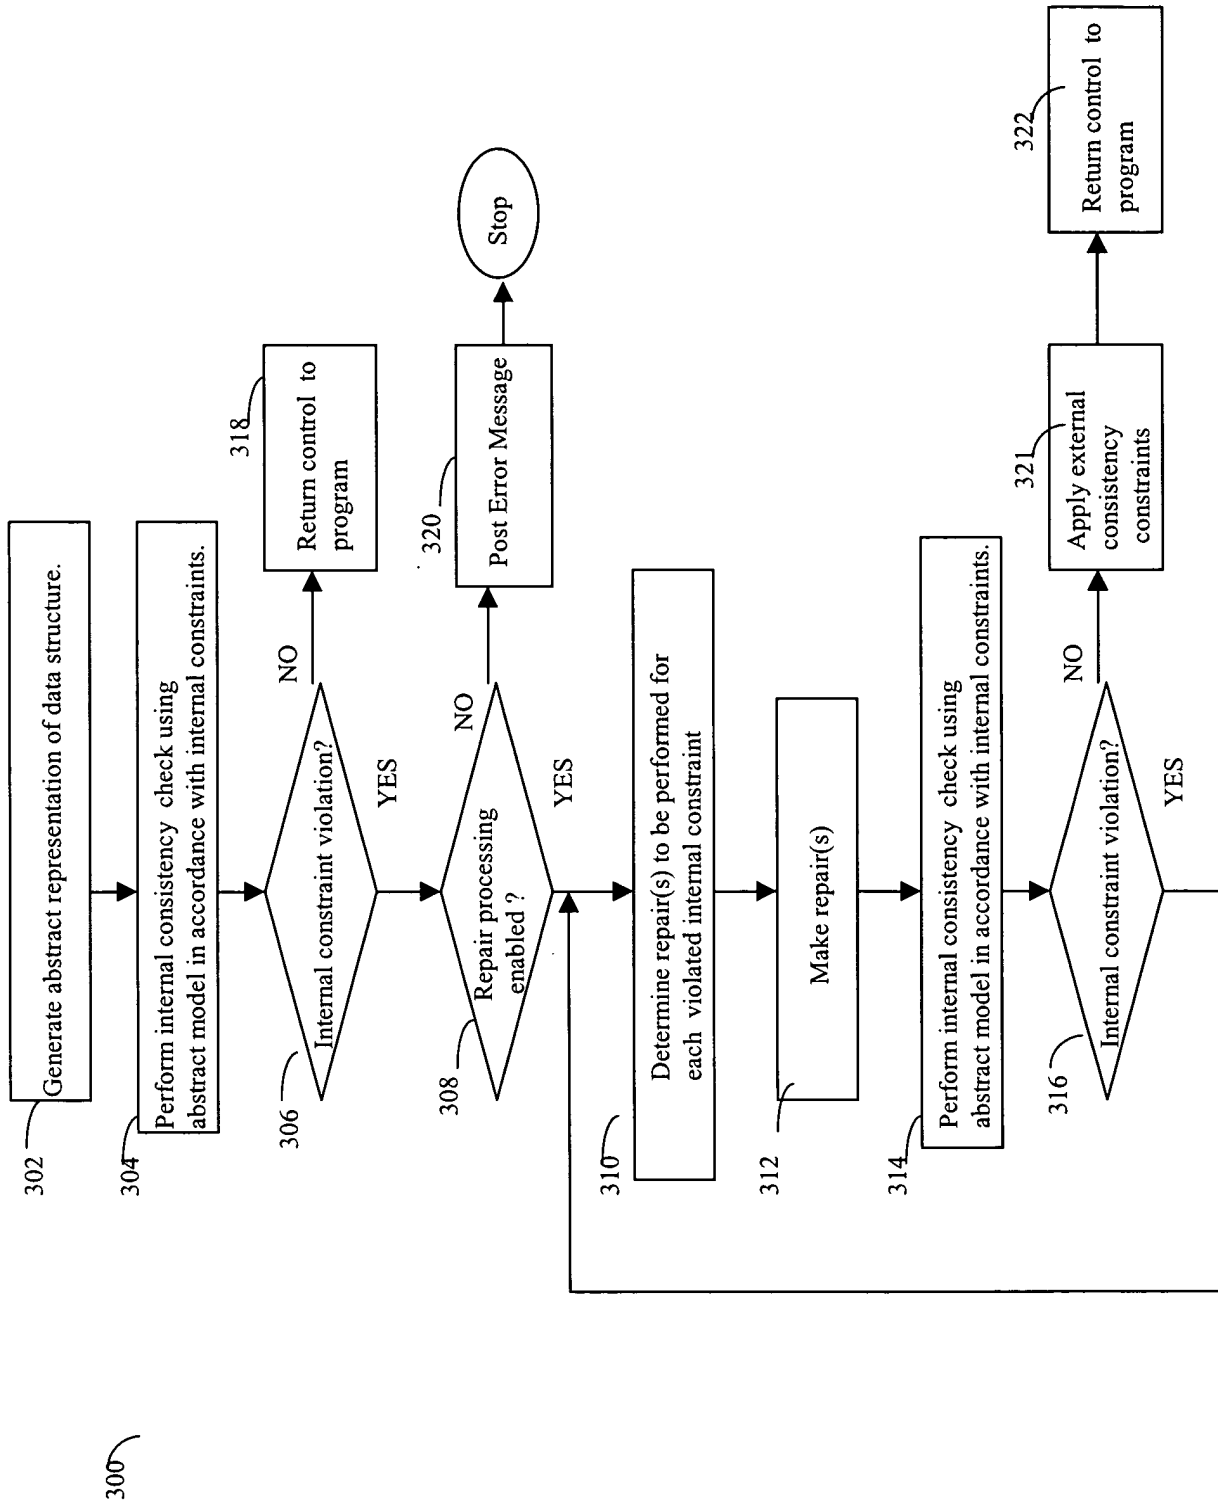 300
302
Generate abstract representation of data structure.
304
Perform internal consistency check using
abstract model in accordance with internal constraints.
306
Internal constraint violation?
NO
318
Return control to
program
YES
308
Repair processing
enabled ?
NO
320
Post Error Message
Stop
YES
310
Determine repair(s) to be performed for
each violated internal constraint
312
Make repair(s)
314
Perform internal consistency check using
abstract model in accordance with internal constraints.
316
Internal constraint violation?
NO
321
Apply external
consistency
constraints
322
Return control to
program
YES